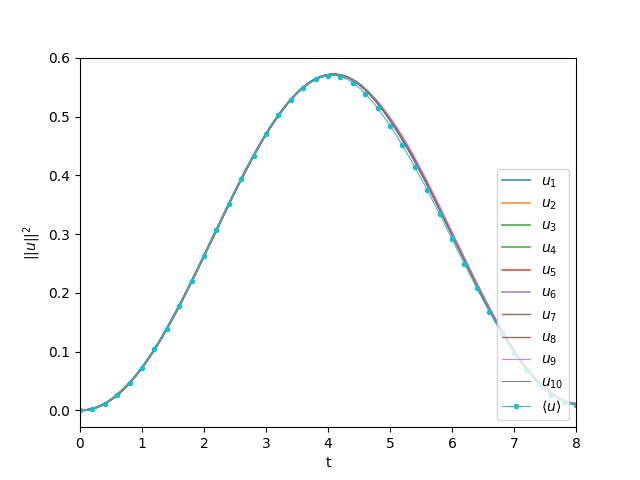 0.6
0.5
0.4
0.3
0.2
0.1
0.0
||u||²
0 1 2 3 4 5 6 7 8
t
u₁
u₂
u₃
u₄
u₅
u₆
u₇
u₈
u₉
u₁₀
⟨u⟩